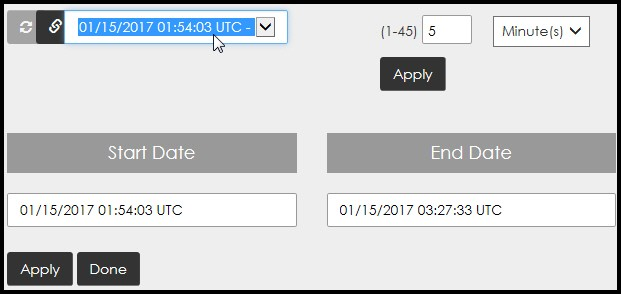 01/15/2017 01:54:03 UTC -
(1-45) 5 Minute(s)
Apply
Start Date
End Date
01/15/2017 01:54:03 UTC
01/15/2017 03:27:33 UTC
Apply Done